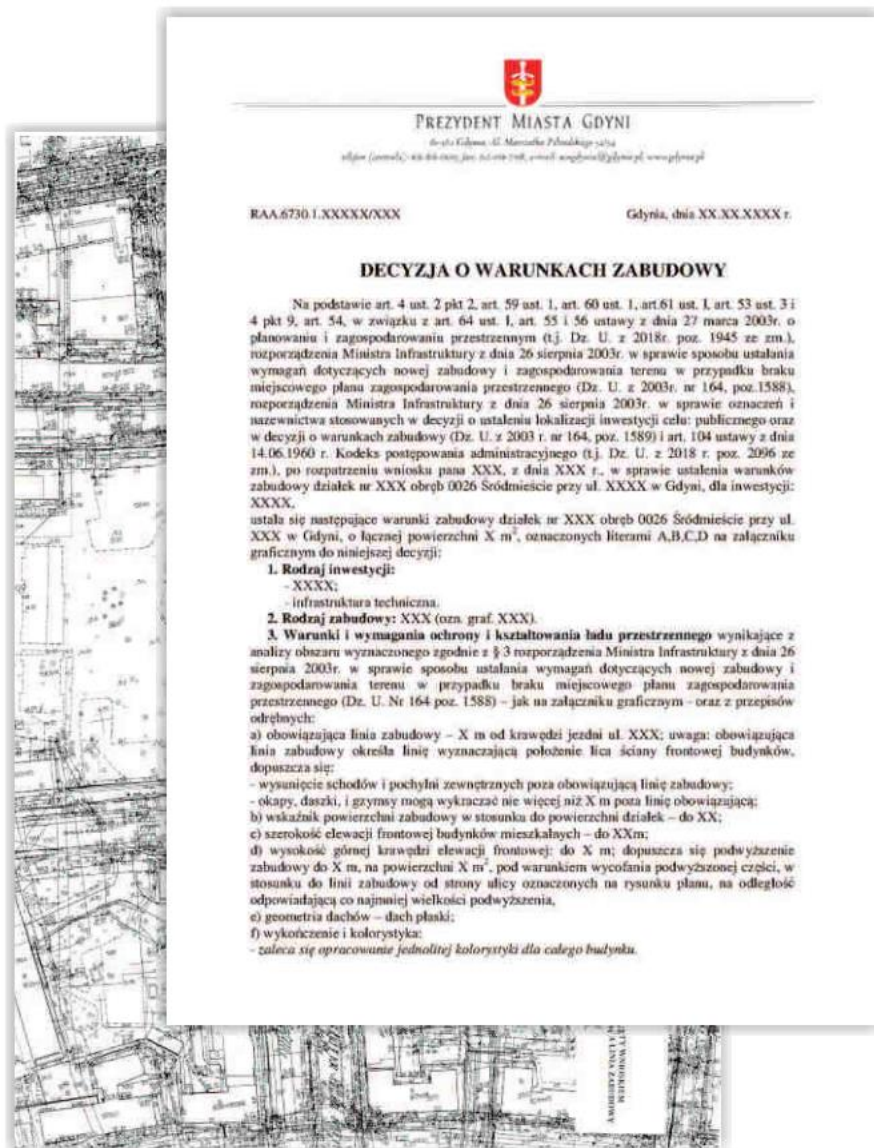 PREZYDENT MIASTA GDYNI
81-382 Gdynia, Al. Marszałka Piłsudskiego 52/54
RAA.6730.1.XXXXX/XXX Gdynia, dnia XX.XX.XXXX r.
DECYZJA O WARUNKACH ZABUDOWY
Na podstawie art. 4 ust. 2 pkt 2, art. 59 ust. 1, art. 60 ust. 1, art.61 ust. 1, art. 53 ust. 3 i
4 pkt 9, art. 54, w związku z art. 64 ust. 1, art. 55 i 56 ustawy z dnia 27 marca 2003r. o
planowaniu i zagospodarowaniu przestrzennym (t.j. Dz. U. z 2018r. poz. 1945 ze zm.),
rozporządzenia Ministra Infrastruktury z dnia 26 sierpnia 2003r. w sprawie sposobu ustalania
wymagań dotyczących nowej zabudowy i zagospodarowania terenu w przypadku braku
miejscowego planu zagospodarowania przestrzennego (Dz. U. z 2003r. nr 164, poz.1588),
rozporządzenia Ministra Infrastruktury z dnia 26 sierpnia 2003r. w sprawie oznaczeń i
nazewnictwa stosowanych w decyzji o ustaleniu lokalizacji inwestycji celu: publicznego oraz
w decyzji o warunkach zabudowy (Dz. U. z 2003 r. nr 164, poz. 1589) i art. 104 ustawy z dnia
14.06.1960 r. Kodeks postępowania administracyjnego (t.j. Dz. U. z 2018 r. poz. 2096 ze
zm.), po rozpatrzeniu wniosku pana XXX, z dnia XXX r., w sprawie ustalenia warunków
zabudowy działek nr XXX obręb 0026 Śródmieście przy ul. XXXX w Gdyni, dla inwestycji:
XXXX,
ustala się następujące warunki zabudowy działek nr XXX obręb 0026 Śródmieście przy ul.
XXX w Gdyni, o łącznej powierzchni X m², oznaczonych literami A,B,C,D na załączniku
graficznym do niniejszej decyzji:
1. Rodzaj inwestycji:
- XXXX;
- infrastruktura techniczna.
2. Rodzaj zabudowy: XXX (ozn. graf. XXX).
3. Warunki i wymagania ochrony i kształtowania ładu przestrzennego wynikające z
analizy obszaru wyznaczonego zgodnie z § 3 rozporządzenia Ministra Infrastruktury z dnia 26
sierpnia 2003r. w sprawie sposobu ustalania wymagań dotyczących nowej zabudowy i
zagospodarowania terenu w przypadku braku miejscowego planu zagospodarowania
przestrzennego (Dz. U. Nr 164 poz. 1588) – jak na załączniku graficznym - oraz z przepisów
odrębnych:
a) obowiązująca linia zabudowy – X m od krawędzi jezdni ul. XXX; uwaga: obowiązująca
linia zabudowy określa linię wyznaczającą położenie lica ściany frontowej budynków,
dopuszcza się:
- wysunięcie schodów i pochylni zewnętrznych poza obowiązującą linię zabudowy;
- okapy, daszki, i gzymsy mogą wykraczać nie więcej niż X m poza linię obowiązującą;
b) wskaźnik powierzchni zabudowy w stosunku do powierzchni działek – do XX;
c) szerokość elewacji frontowej budynków mieszkalnych – do XXm;
d) wysokość górnej krawędzi elewacji frontowej: do X m; dopuszcza się podwyższenie
zabudowy do X m, na powierzchni X m², pod warunkiem wycofania podwyższonej części, w
stosunku do linii zabudowy od strony ulicy oznaczonych na rysunku planu, na odległość
odpowiadającą co najmniej wielkości podwyższenia,
e) geometria dachów – dach płaski;
f) wykończenie i kolorystyka:
- zaleca się opracowanie jednolitej kolorystyki dla całego budynku.
WNIOSKIEM
LINIA ZABUDOWY